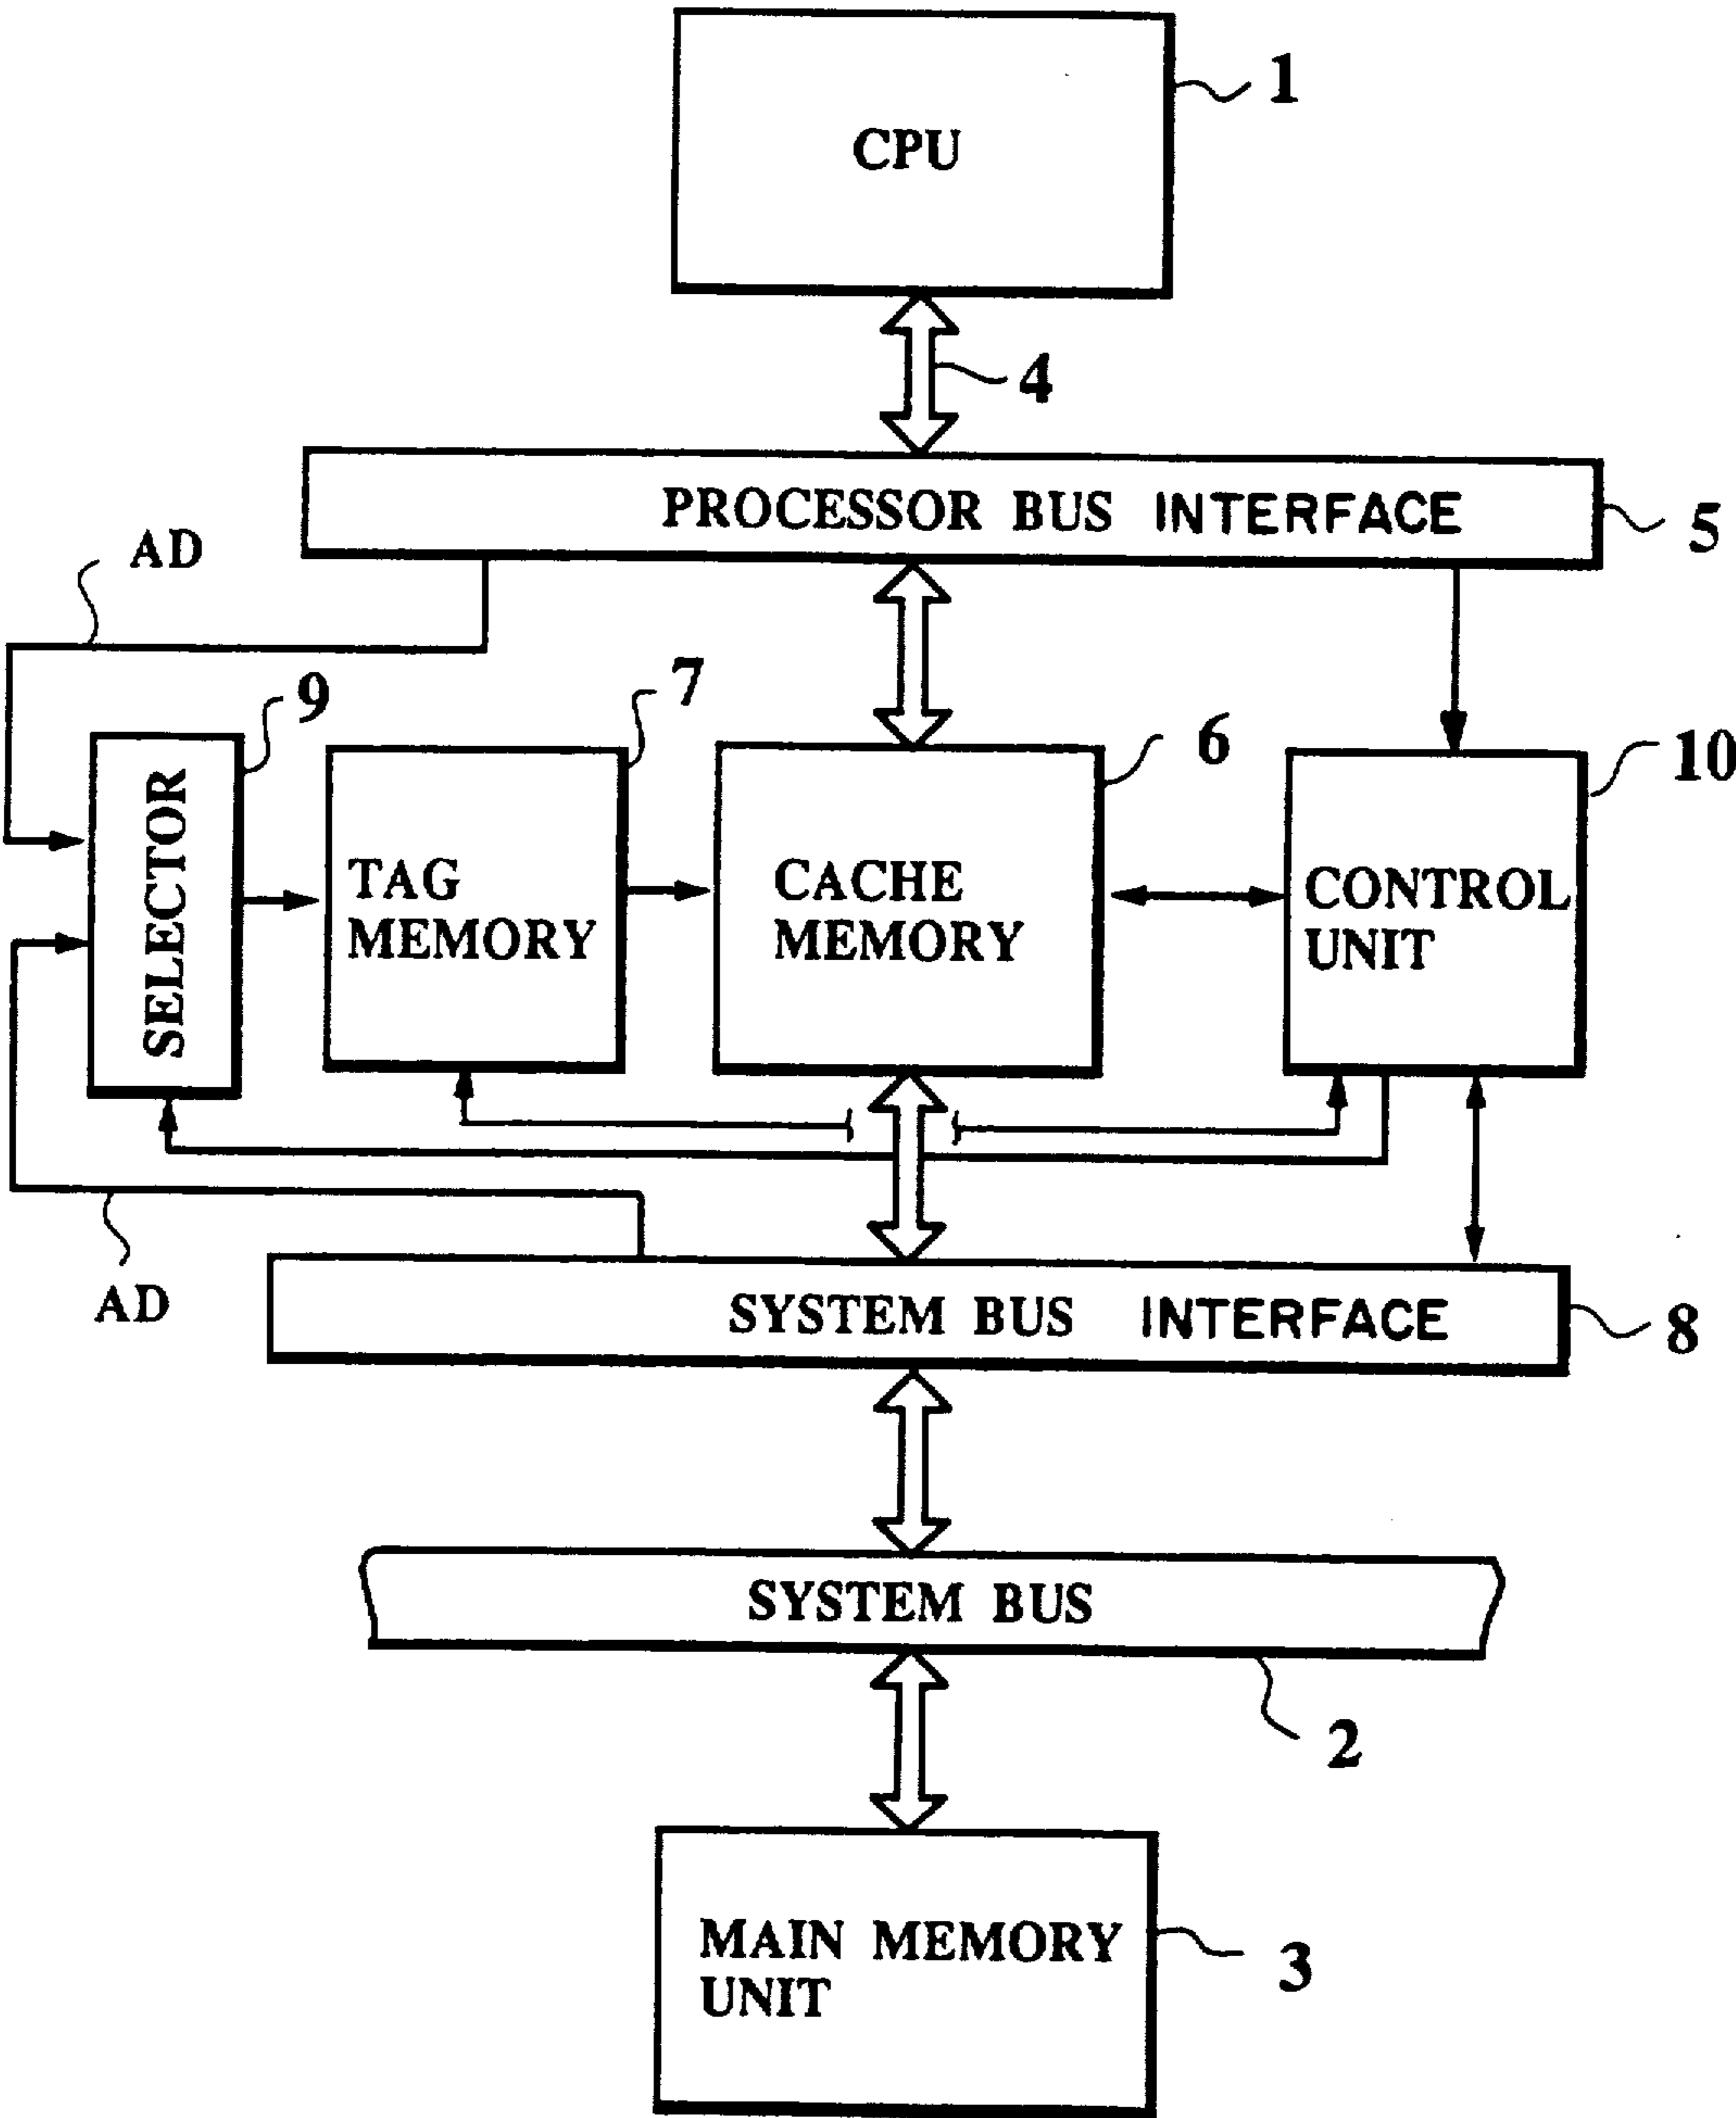 1
CPU
4
PROCESSOR BUS INTERFACE
5
AD
9
7
6
10
SELECTOR
TAG
MEMORY
CACHE
MEMORY
CONTROL
UNIT
AD
SYSTEM BUS INTERFACE
8
SYSTEM BUS
2
MAIN MEMORY
UNIT
3